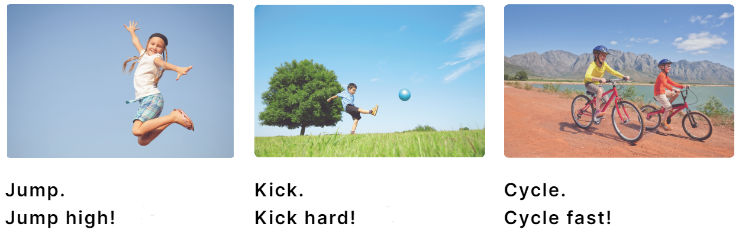 Jump.
Jump high!
Kick.
Kick hard!
Cycle.
Cycle fast!